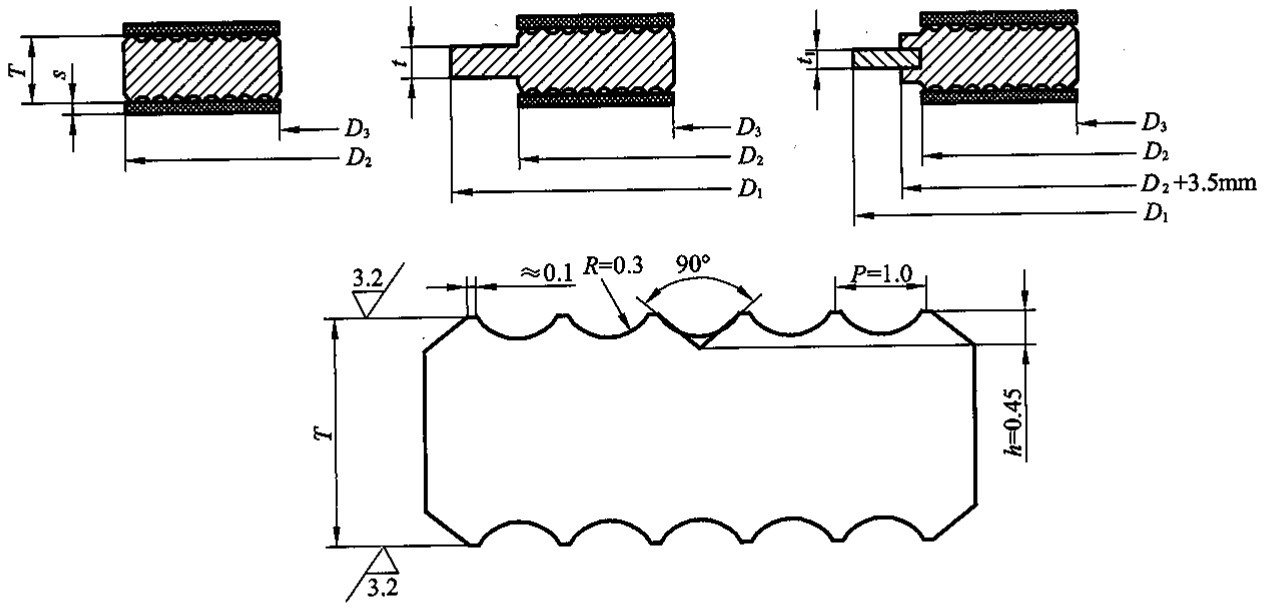 T
s
D₃
D₂
t
D₃
D₂
D₁
t₁
D₃
D₂
D₂+3.5mm
D₁
3.2
≈0.1
R=0.3
90°
P=1.0
T
h=0.45
3.2